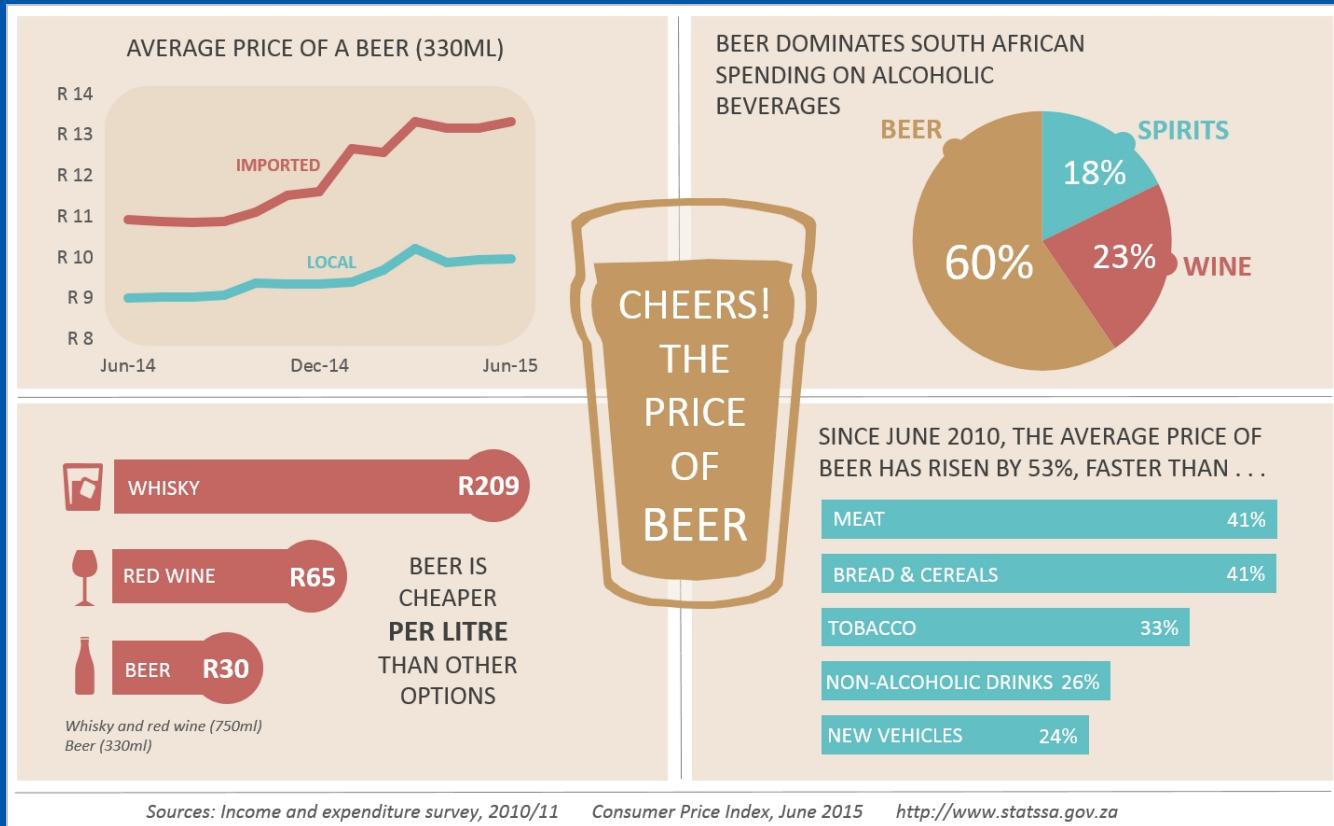 AVERAGE PRICE OF A BEER (330ML)
R 14
R 13
R 12
R 11
R 10
R 9
R 8
IMPORTED
LOCAL
Jun-14
Dec-14
Jun-15
BEER DOMINATES SOUTH AFRICAN
SPENDING ON ALCOHOLIC
BEVERAGES
BEER
SPIRITS
18%
60%
23%
WINE
CHEERS!
THE
PRICE
OF
BEER
WHISKY
R209
RED WINE
R65
BEER
R30
BEER IS
CHEAPER
PER LITRE
THAN OTHER
OPTIONS
Whisky and red wine (750ml)
Beer (330ml)
SINCE JUNE 2010, THE AVERAGE PRICE OF
BEER HAS RISEN BY 53%, FASTER THAN . . .
MEAT 41%
BREAD & CEREALS 41%
TOBACCO 33%
NON-ALCOHOLIC DRINKS 26%
NEW VEHICLES 24%
Sources: Income and expenditure survey, 2010/11 Consumer Price Index, June 2015 http://www.statssa.gov.za